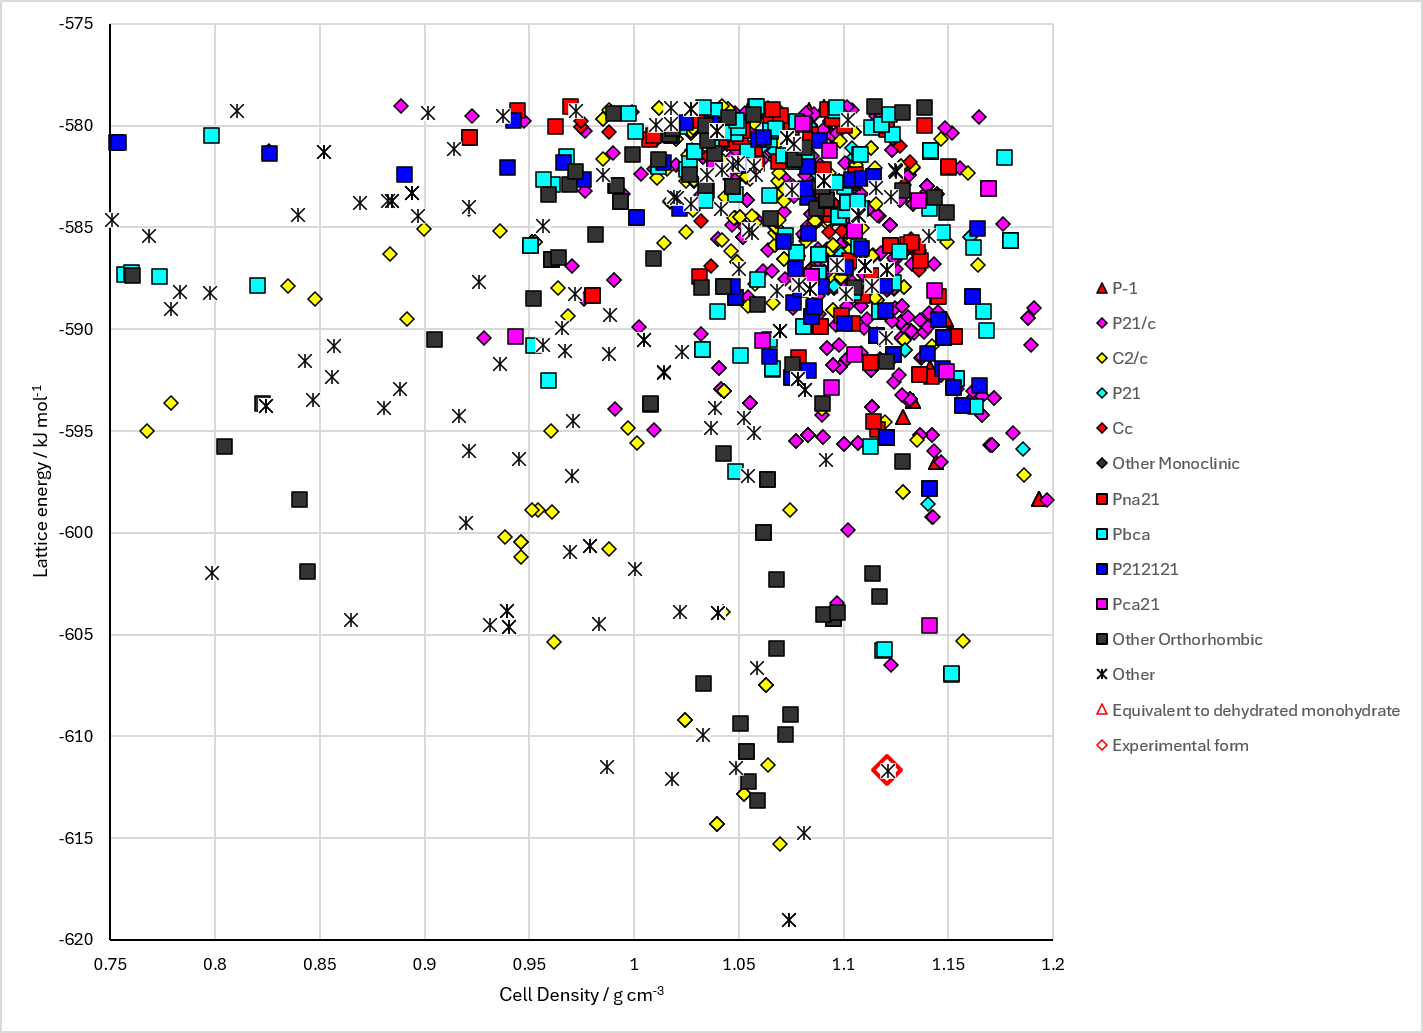 -575
-580
-585
-590
-595
-600
-605
-610
-615
-620
Lattice energy / kJ mol-1
0.75 0.8 0.85 0.9 0.95 1 1.05 1.1 1.15 1.2
Cell Density / g cm-3
P-1
P21/c
C2/c
P21
Cc
Other Monoclinic
Pna21
Pbca
P212121
Pca21
Other Orthorhombic
Other
Equivalent to dehydrated monohydrate
Experimental form